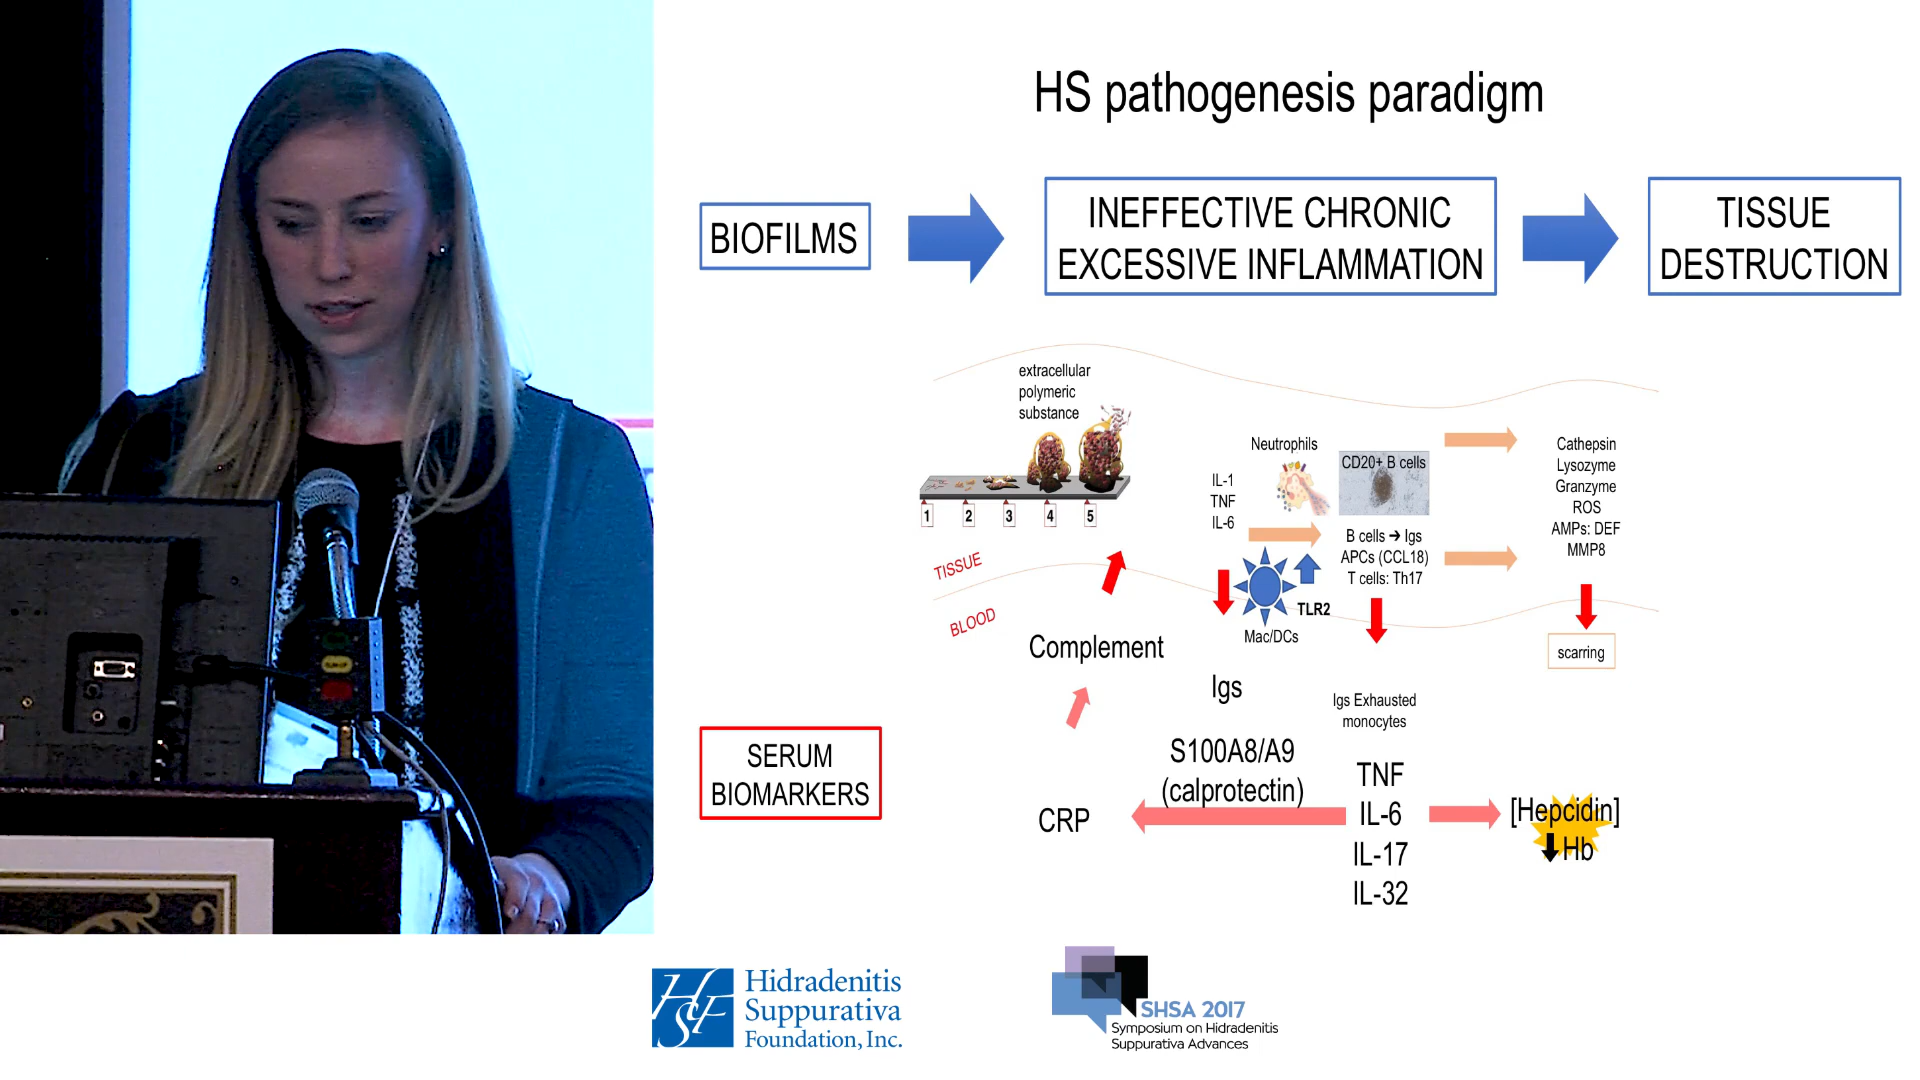 HS pathogenesis paradigm
BIOFILMS
INEFFECTIVE CHRONIC
EXCESSIVE INFLAMMATION
TISSUE
DESTRUCTION
extracellular
polymeric
substance
1 2 3 4 5
TISSUE
BLOOD
IL-1
TNF
IL-6
Neutrophils
CD20+ B cells
B cells → Igs
APCs (CCL18)
T cells: Th17
TLR2
Mac/DCs
Cathepsin
Lysozyme
Granzyme
ROS
AMPs: DEF
MMP8
scarring
Complement
Igs
Igs Exhausted
monocytes
SERUM
BIOMARKERS
S100A8/A9
(calprotectin)
CRP
TNF
IL-6
IL-17
IL-32
[Hepcidin]
Hb
HSF
Hidradenitis
Suppurativa
Foundation, Inc.
SHSA 2017
Symposium on Hidradenitis
Suppurativa Advances